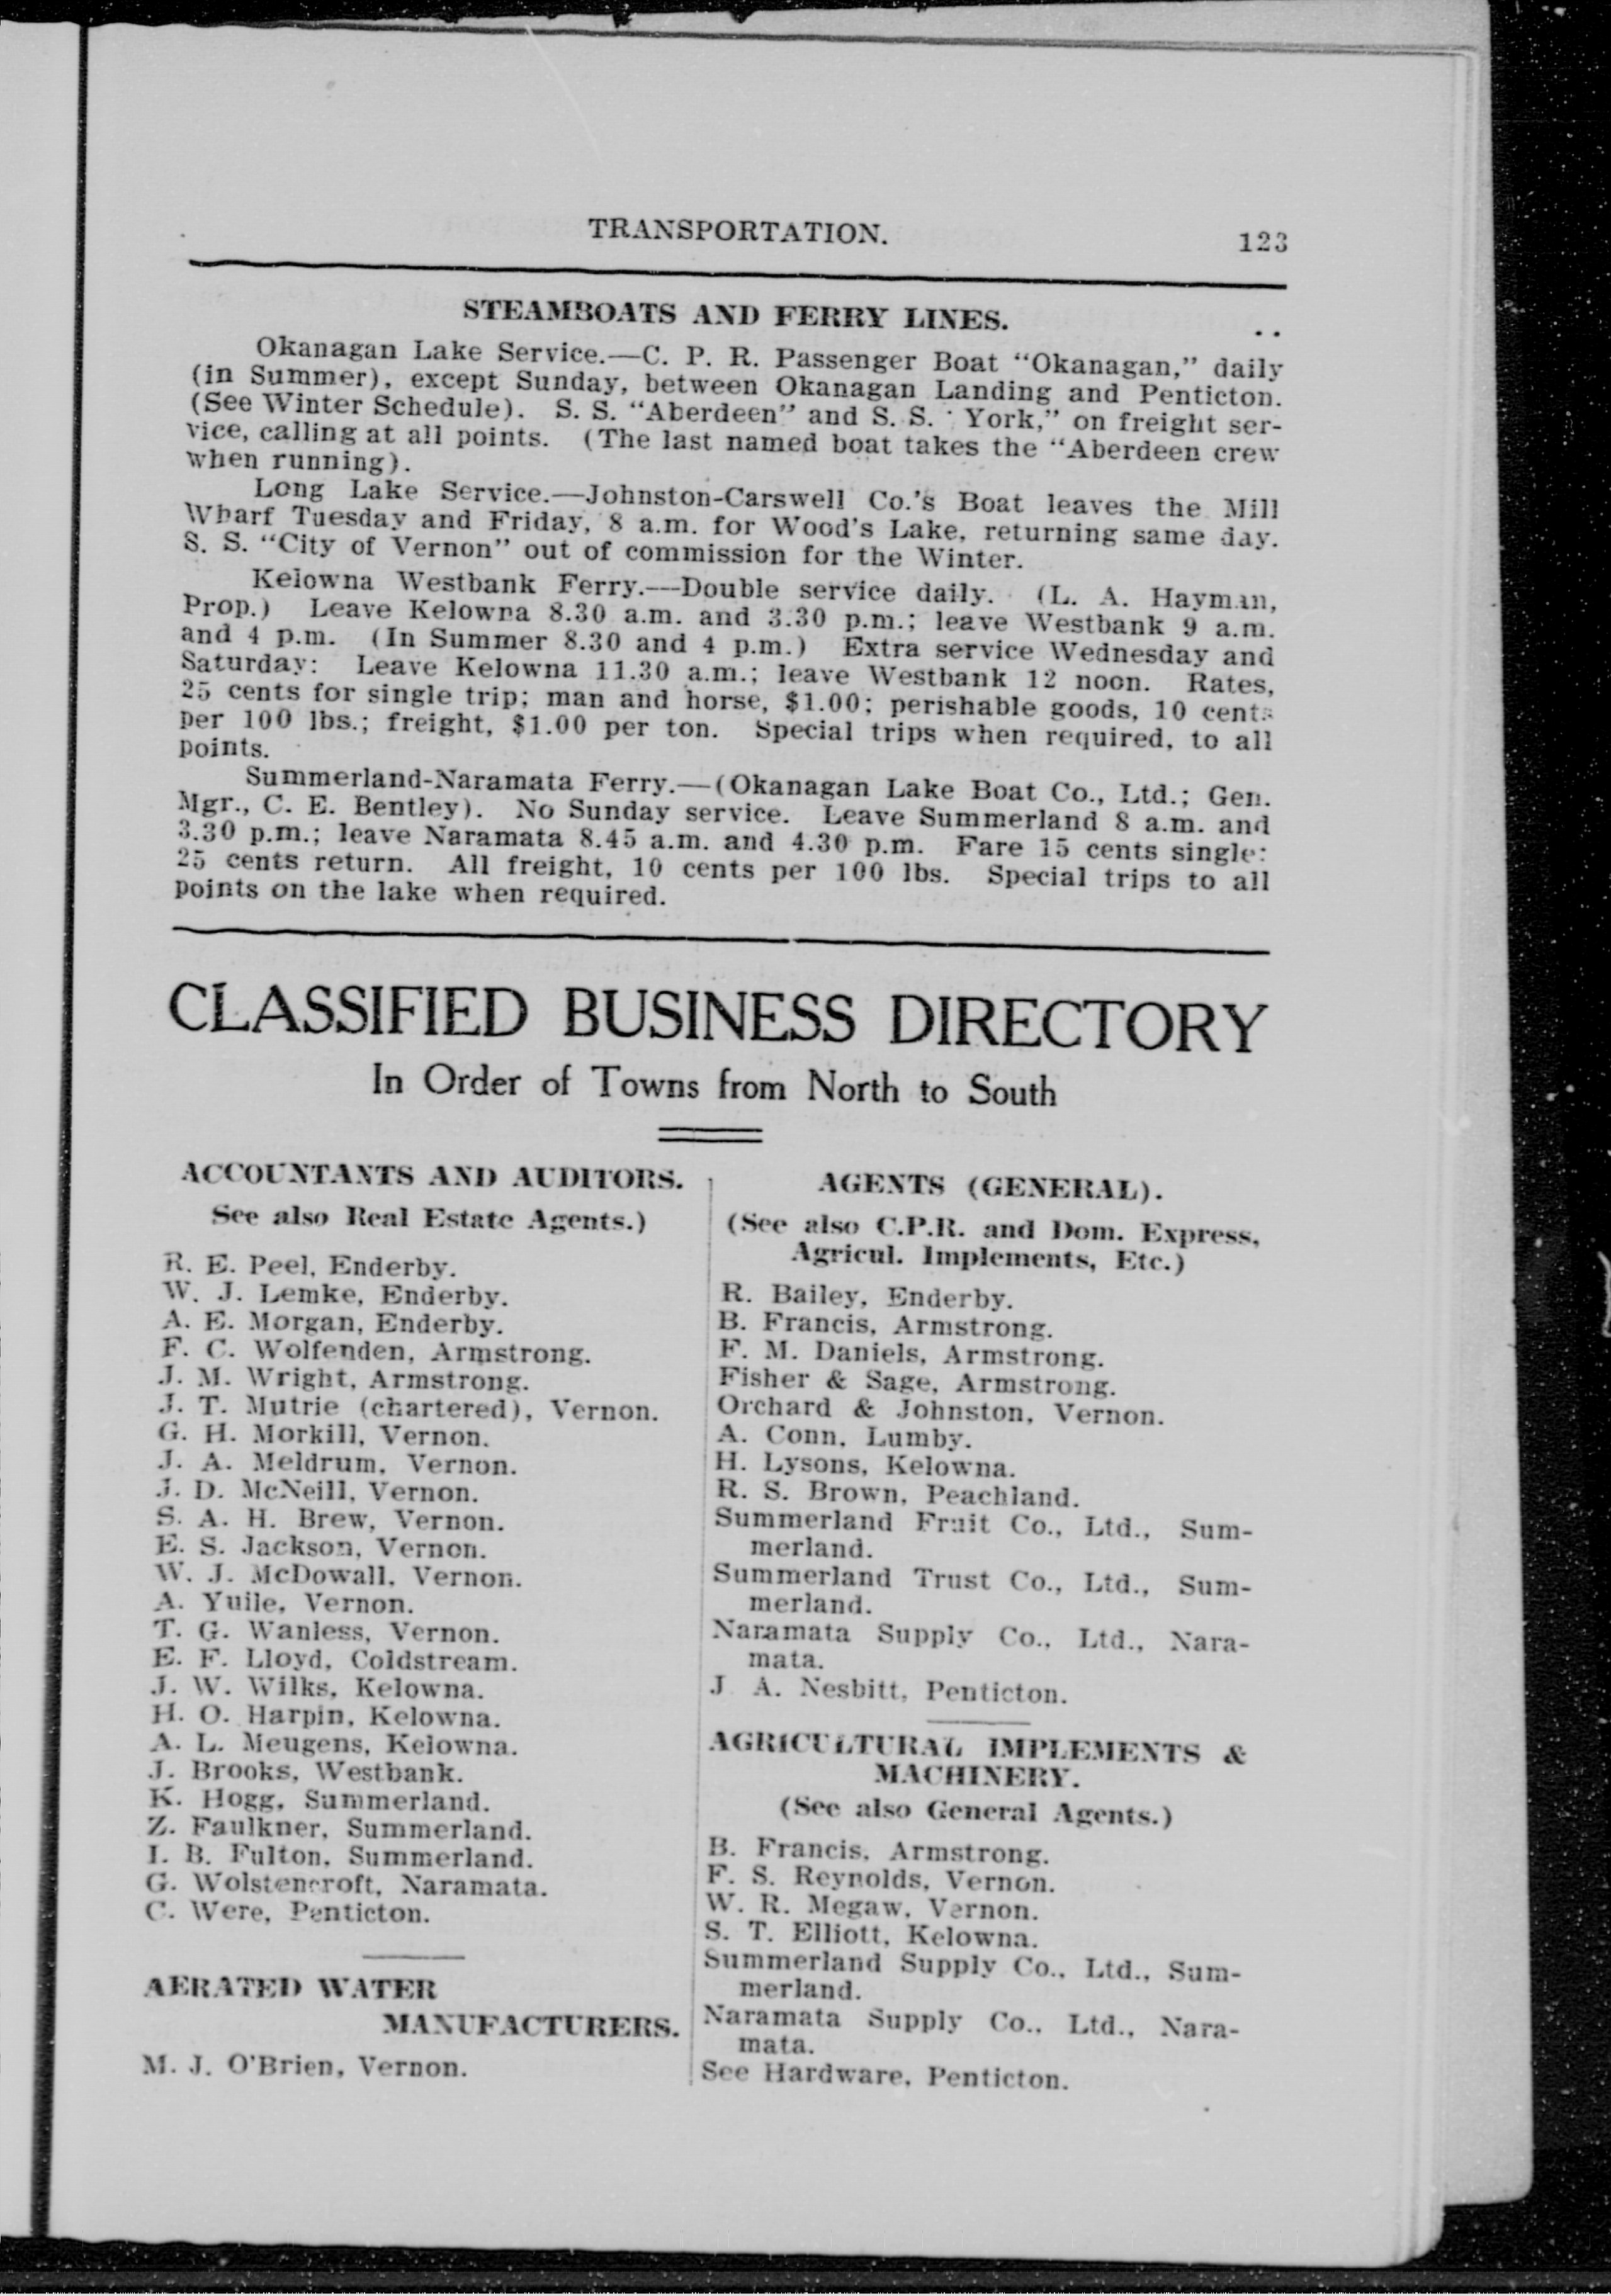 TRANSPORTATION.
123
STEAMBOATS AND FERRY LINES.
Okanagan Lake Service.—C. P. R. Passenger Boat "Okanagan," daily
(in Summer), except Sunday, between Okanagan Landing and Penticton.
(See Winter Schedule). S. S. "Aberdeen" and S. S. "York," on freight ser-
vice, calling at all points. (The last named boat takes the "Aberdeen crew
when running).
Long Lake Service.—Johnston-Carswell Co.'s Boat leaves the Mill
Wharf Tuesday and Friday, 8 a.m. for Wood's Lake, returning same day.
S. S. "City of Vernon" out of commission for the Winter.
Kelowna Westbank Ferry.—Double service daily. (L. A. Hayman,
Prop.) Leave Kelowna 8.30 a.m. and 3.30 p.m.; leave Westbank 9 a.m.
and 4 p.m. (In Summer 8.30 and 4 p.m.) Extra service Wednesday and
Saturday: Leave Kelowna 11.30 a.m.; leave Westbank 12 noon. Rates,
25 cents for single trip; man and horse, $1.00; perishable goods, 10 cents
per 100 lbs.; freight, $1.00 per ton. Special trips when required, to all
points.
Summerland-Naramata Ferry.—(Okanagan Lake Boat Co., Ltd.; Gen.
Mgr., C. E. Bentley). No Sunday service. Leave Summerland 8 a.m. and
3.30 p.m.; leave Naramata 8.45 a.m. and 4.30 p.m. Fare 15 cents single:
25 cents return. All freight, 10 cents per 100 lbs. Special trips to all
points on the lake when required.
CLASSIFIED BUSINESS DIRECTORY
In Order of Towns from North to South
ACCOUNTANTS AND AUDITORS.
See also Real Estate Agents.)
R. E. Peel, Enderby.
W. J. Lemke, Enderby.
A. E. Morgan, Enderby.
F. C. Wolfenden, Armstrong.
J. M. Wright, Armstrong.
J. T. Mutrie (chartered), Vernon.
G. H. Morkill, Vernon.
J. A. Meldrum, Vernon.
J. D. McNeill, Vernon.
S. A. H. Brew, Vernon.
E. S. Jackson, Vernon.
W. J. McDowall, Vernon.
A. Yuile, Vernon.
T. G. Wanless, Vernon.
E. F. Lloyd, Coldstream.
J. W. Wilks, Kelowna.
H. O. Harpin, Kelowna.
A. L. Meugens, Kelowna.
J. Brooks, Westbank.
K. Hogg, Summerland.
Z. Faulkner, Summerland.
I. B. Fulton, Summerland.
G. Wolstencroft, Naramata.
C. Were, Penticton.
AERATED WATER
MANUFACTURERS.
M. J. O'Brien, Vernon.
AGENTS (GENERAL).
(See also C.P.R. and Dom. Express,
Agricul. Implements, Etc.)
R. Bailey, Enderby.
B. Francis, Armstrong.
F. M. Daniels, Armstrong.
Fisher & Sage, Armstrong.
Orchard & Johnston, Vernon.
A. Conn, Lumby.
H. Lysons, Kelowna.
R. S. Brown, Peachland.
Summerland Fruit Co., Ltd., Sum-
merland.
Summerland Trust Co., Ltd., Sum-
merland.
Naramata Supply Co., Ltd., Nara-
mata.
J A. Nesbitt, Penticton.
AGRICULTURAL IMPLEMENTS &
MACHINERY.
(See also General Agents.)
B. Francis, Armstrong.
F. S. Reynolds, Vernon.
W. R. Megaw, Vernon.
S. T. Elliott, Kelowna.
Summerland Supply Co., Ltd., Sum-
merland.
Naramata Supply Co., Ltd., Nara-
mata.
See Hardware, Penticton.